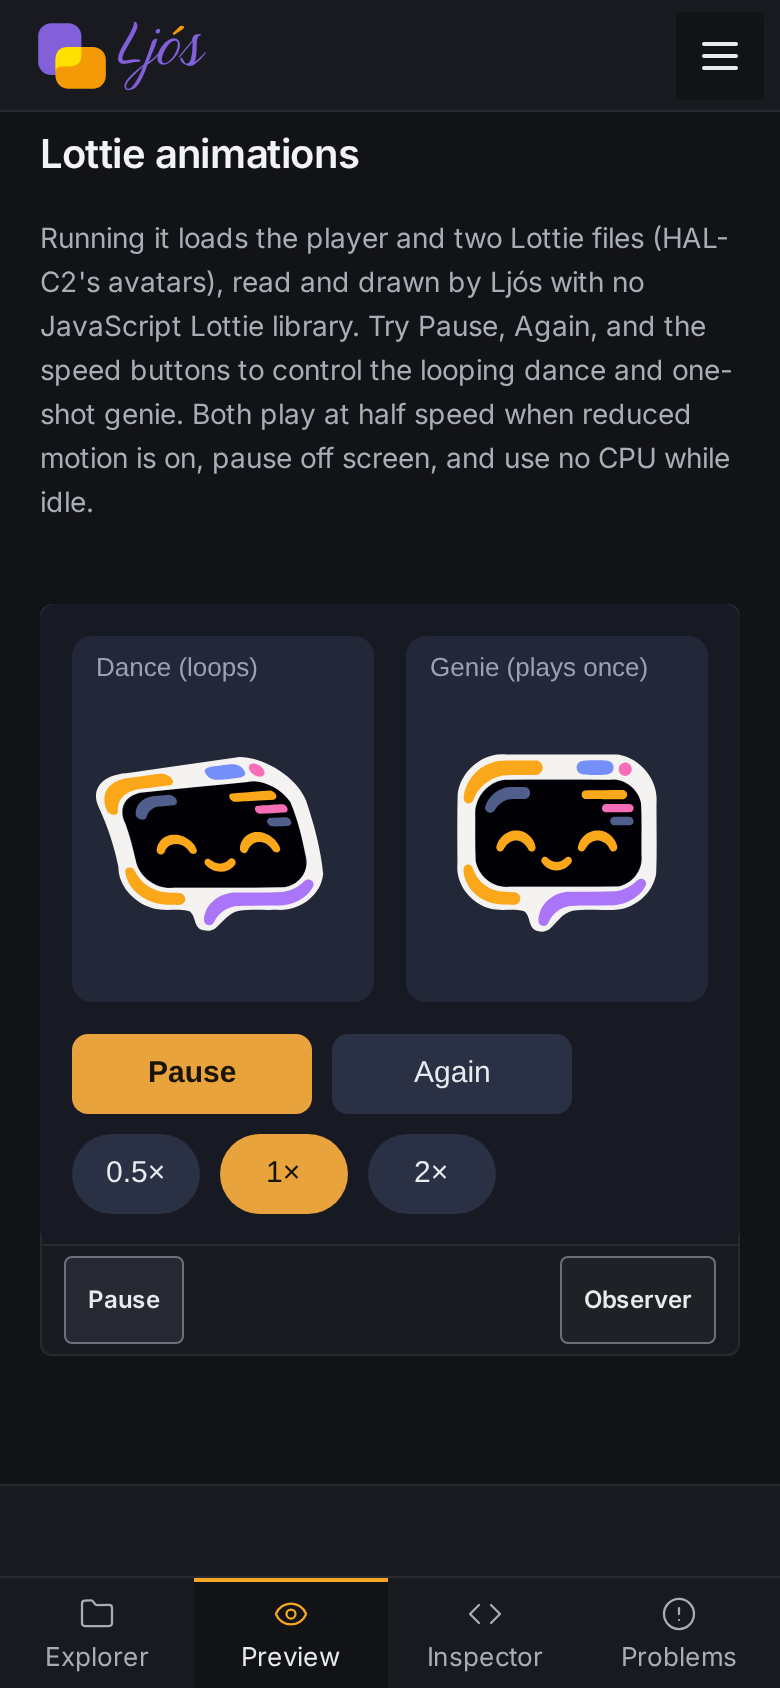 Ljós
Lottie animations
Running it loads the player and two Lottie files (HAL-
C2's avatars), read and drawn by Ljós with no
JavaScript Lottie library. Try Pause, Again, and the
speed buttons to control the looping dance and one-
shot genie. Both play at half speed when reduced
motion is on, pause off screen, and use no CPU while
idle.
Dance (loops)
Genie (plays once)
Pause
Again
0.5×
1×
2×
Pause
Observer
Explorer
Preview
Inspector
Problems